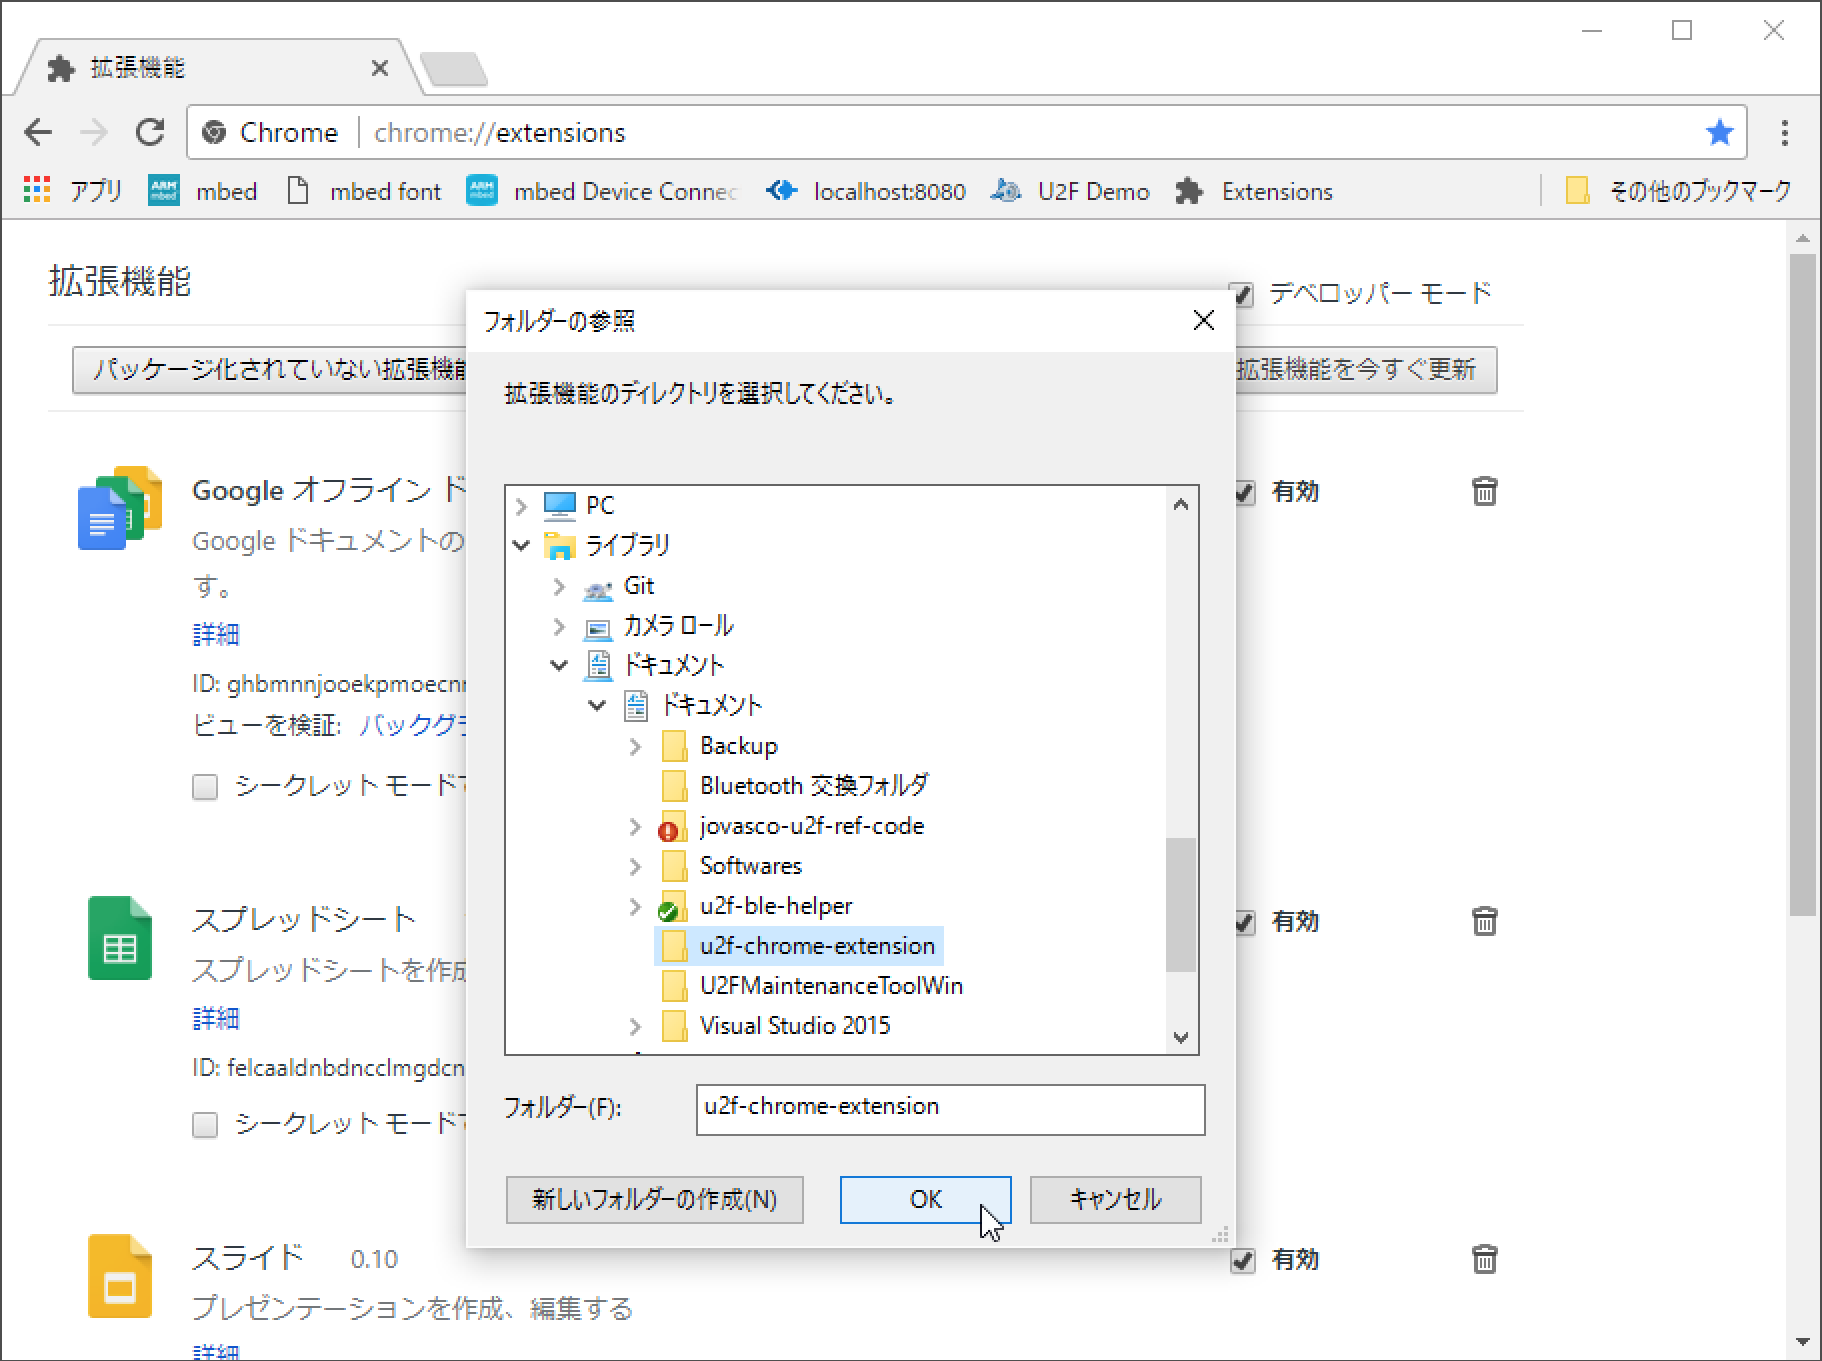 拡張機能
Chrome chrome://extensions
アプリ mbed mbed font mbed Device Connec localhost:8080 U2F Demo Extensions その他のブックマーク
拡張機能
デベロッパー モード
パッケージ化されていない拡張機能
拡張機能を今すぐ更新
Google オフライン ド
有効
Google ドキュメントの
す。
詳細
ID: ghbmnnjooekpmoecn
ビューを検証: バックグラ
シークレット モードで
スプレッドシート
有効
スプレッドシートを作成
詳細
ID: felcaaldnbdncclmgdcn
シークレット モードで
スライド 0.10
有効
プレゼンテーションを作成、編集する
詳細
フォルダーの参照
拡張機能のディレクトリを選択してください。
PC
ライブラリ
Git
カメラ ロール
ドキュメント
ドキュメント
Backup
Bluetooth 交換フォルダ
jovasco-u2f-ref-code
Softwares
u2f-ble-helper
u2f-chrome-extension
U2FMaintenanceToolWin
Visual Studio 2015
フォルダー(F): u2f-chrome-extension
新しいフォルダーの作成(N) OK キャンセル